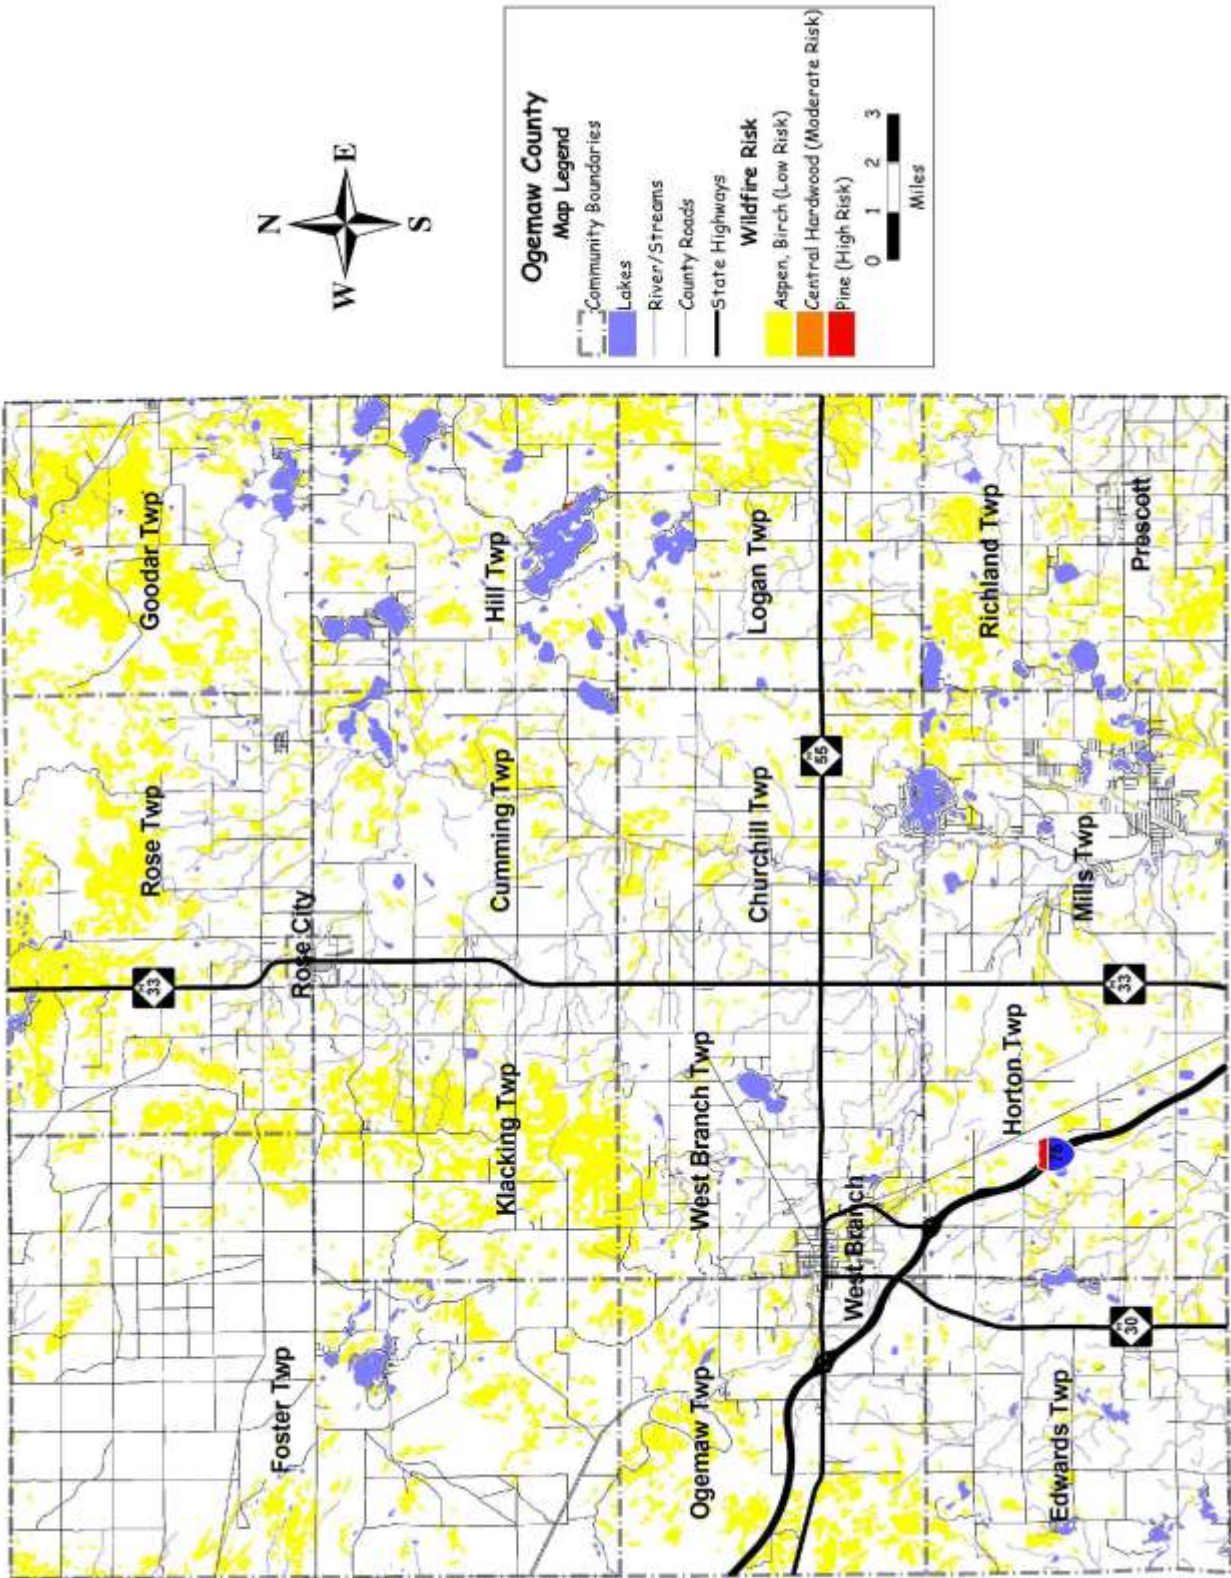 N
W
E
S
Ogemaw County
Map Legend
Community Boundaries
Lakes
River/Streams
County Roads
State Highways
Wildfire Risk
Aspen, Birch (Low Risk)
Central Hardwood (Moderate Risk)
Pine (High Risk)
0 1 2 3
Miles
Foster Twp
Rose Twp
Goodar Twp
33
Rose City
Klacking Twp
Cumming Twp
Hill Twp
Ogemaw Twp
West Branch Twp
Churchill Twp
Logan Twp
M
55
West Branch
Edwards Twp
Horton Twp
Mills Twp
Richland Twp
Prescott
M
30
33